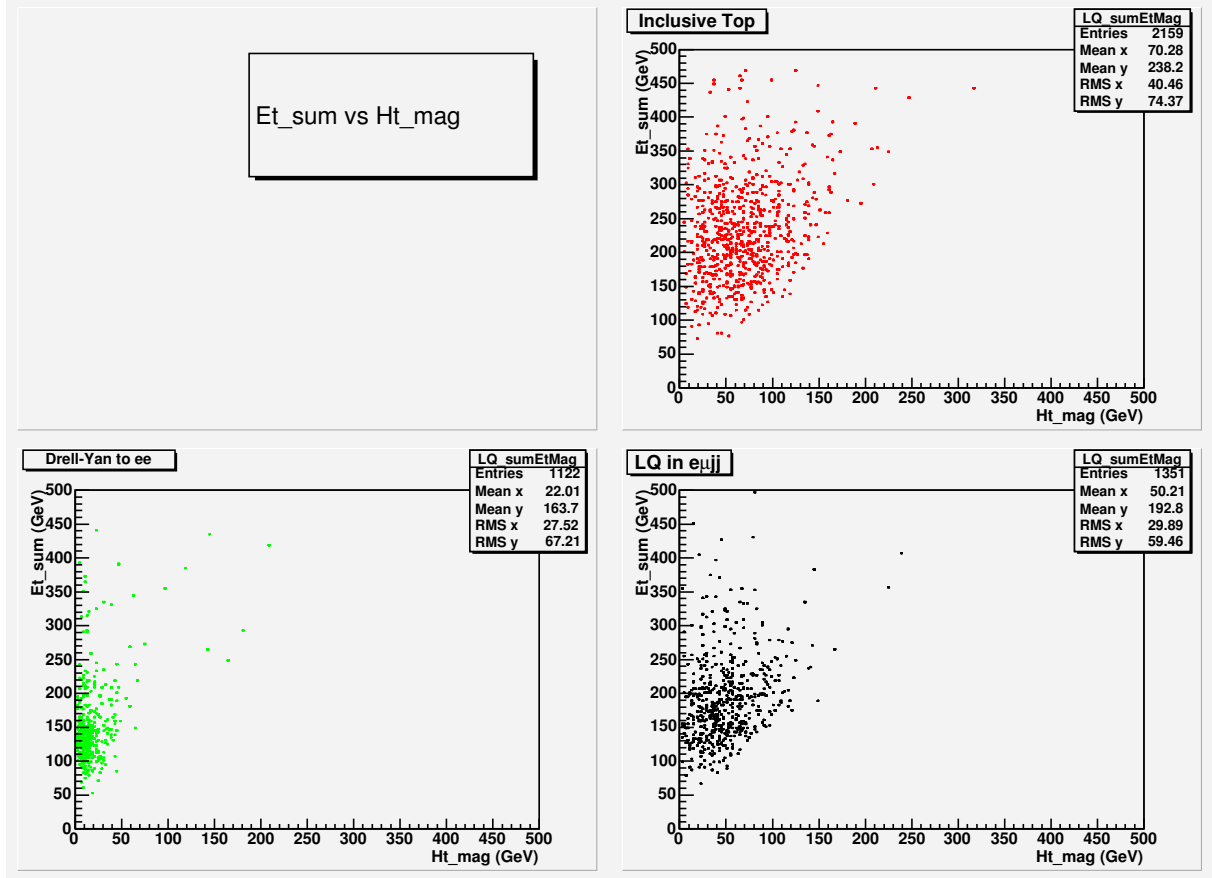 Et_sum vs Ht_mag
Inclusive Top
LQ_sumEtMag
Entries 2159
Mean x 70.28
Mean y 238.2
RMS x 40.46
RMS y 74.37
Et_sum (GeV)
500
450
400
350
300
250
200
150
100
50
0
0 50 100 150 200 250 300 350 400 450 500
Ht_mag (GeV)
Drell-Yan to ee
LQ_sumEtMag
Entries 1122
Mean x 22.01
Mean y 163.7
RMS x 27.52
RMS y 67.21
Et_sum (GeV)
500
450
400
350
300
250
200
150
100
50
0
0 50 100 150 200 250 300 350 400 450 500
Ht_mag (GeV)
LQ in eμjj
LQ_sumEtMag
Entries 1351
Mean x 50.21
Mean y 192.8
RMS x 29.89
RMS y 59.46
Et_sum (GeV)
500
450
400
350
300
250
200
150
100
50
0
0 50 100 150 200 250 300 350 400 450 500
Ht_mag (GeV)